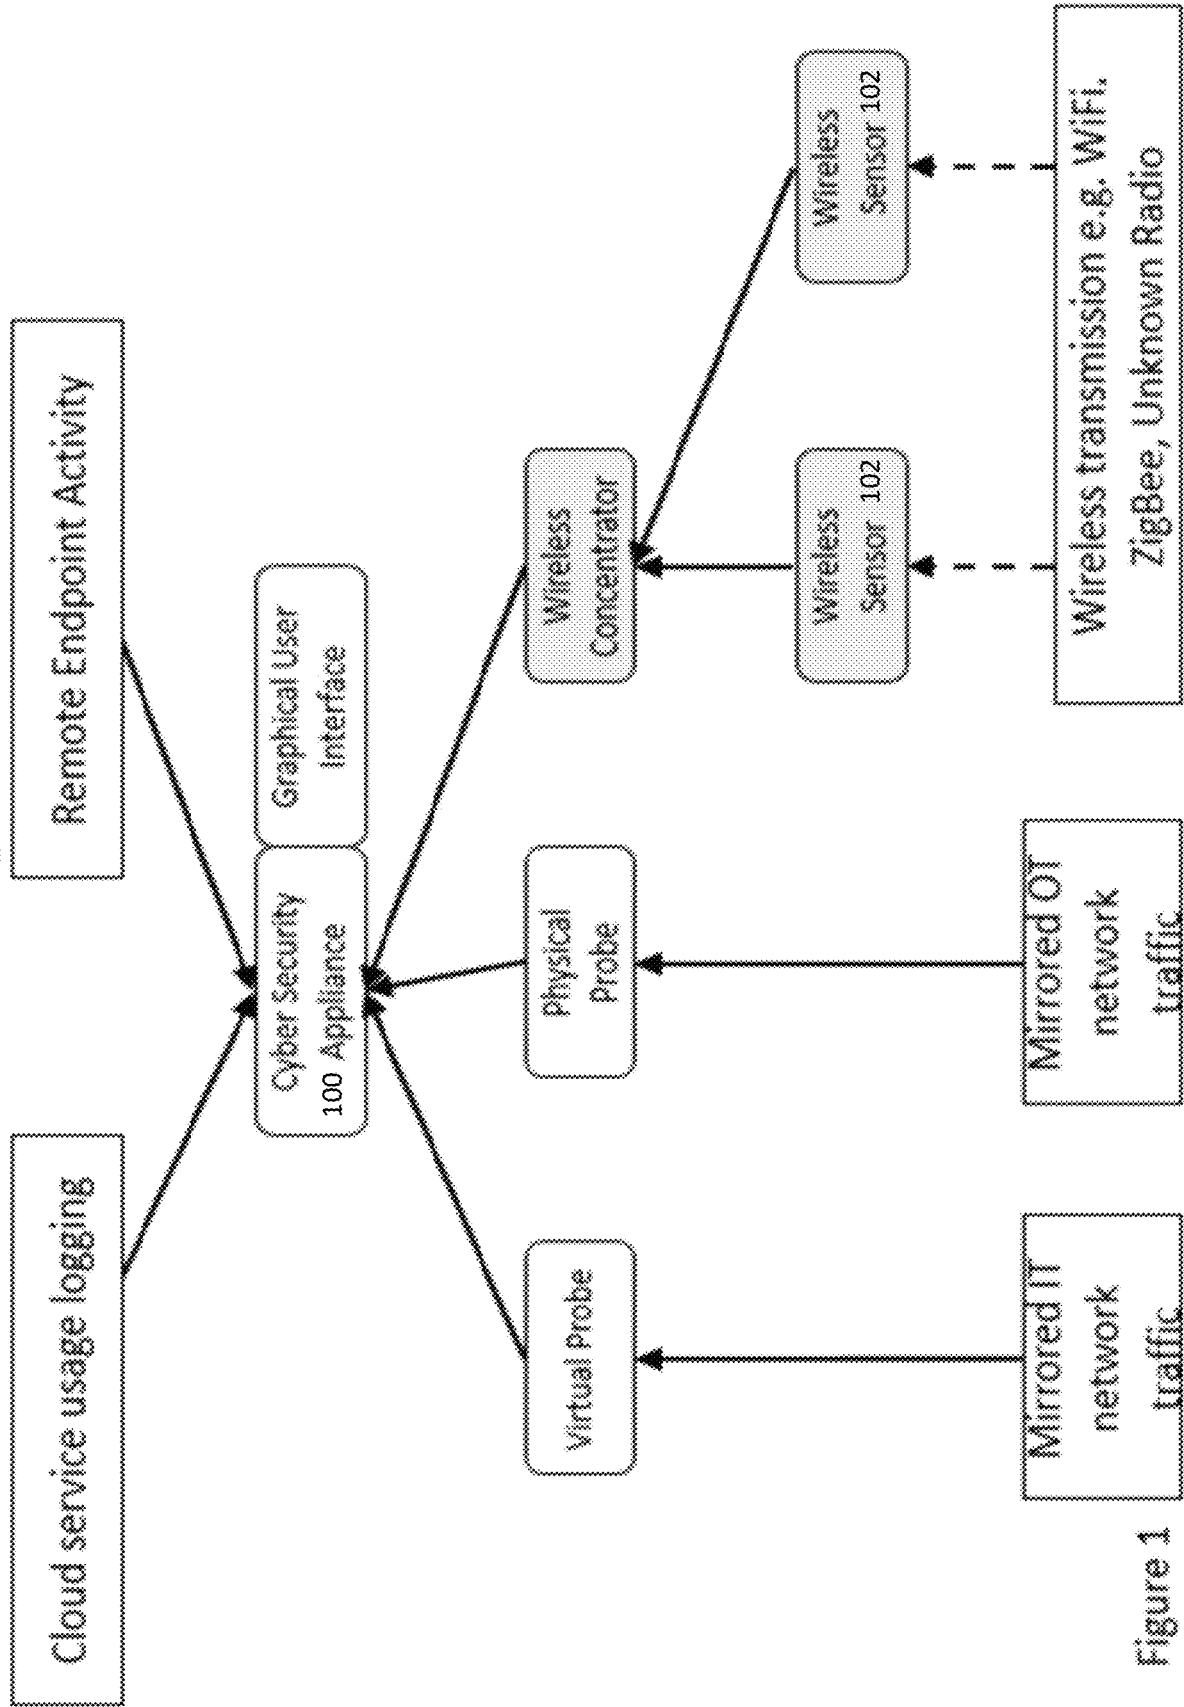 Cloud service usage logging
Remote Endpoint Activity
Cyber Security
100 Appliance
Graphical User
Interface
Virtual Probe
Physical
Probe
Wireless
Concentrator
Wireless
Sensor 102
Wireless
Sensor 102
Mirrored IT
network
traffic
Mirrored OT
network
traffic
Wireless transmission e.g. WiFi.
ZigBee, Unknown Radio
Figure 1